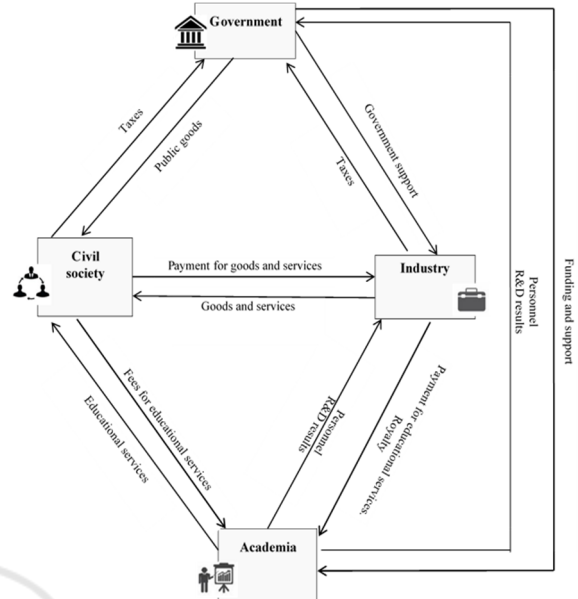 Government
Taxes
Public goods
Taxes
Government support
Civil
society
Payment for goods and services
Goods and services
Industry
Personnel
R&D results
Funding and support
Fees for educational services
Educational services
Personnel
R&D results
Payment for educational services.
Royalty
Academia